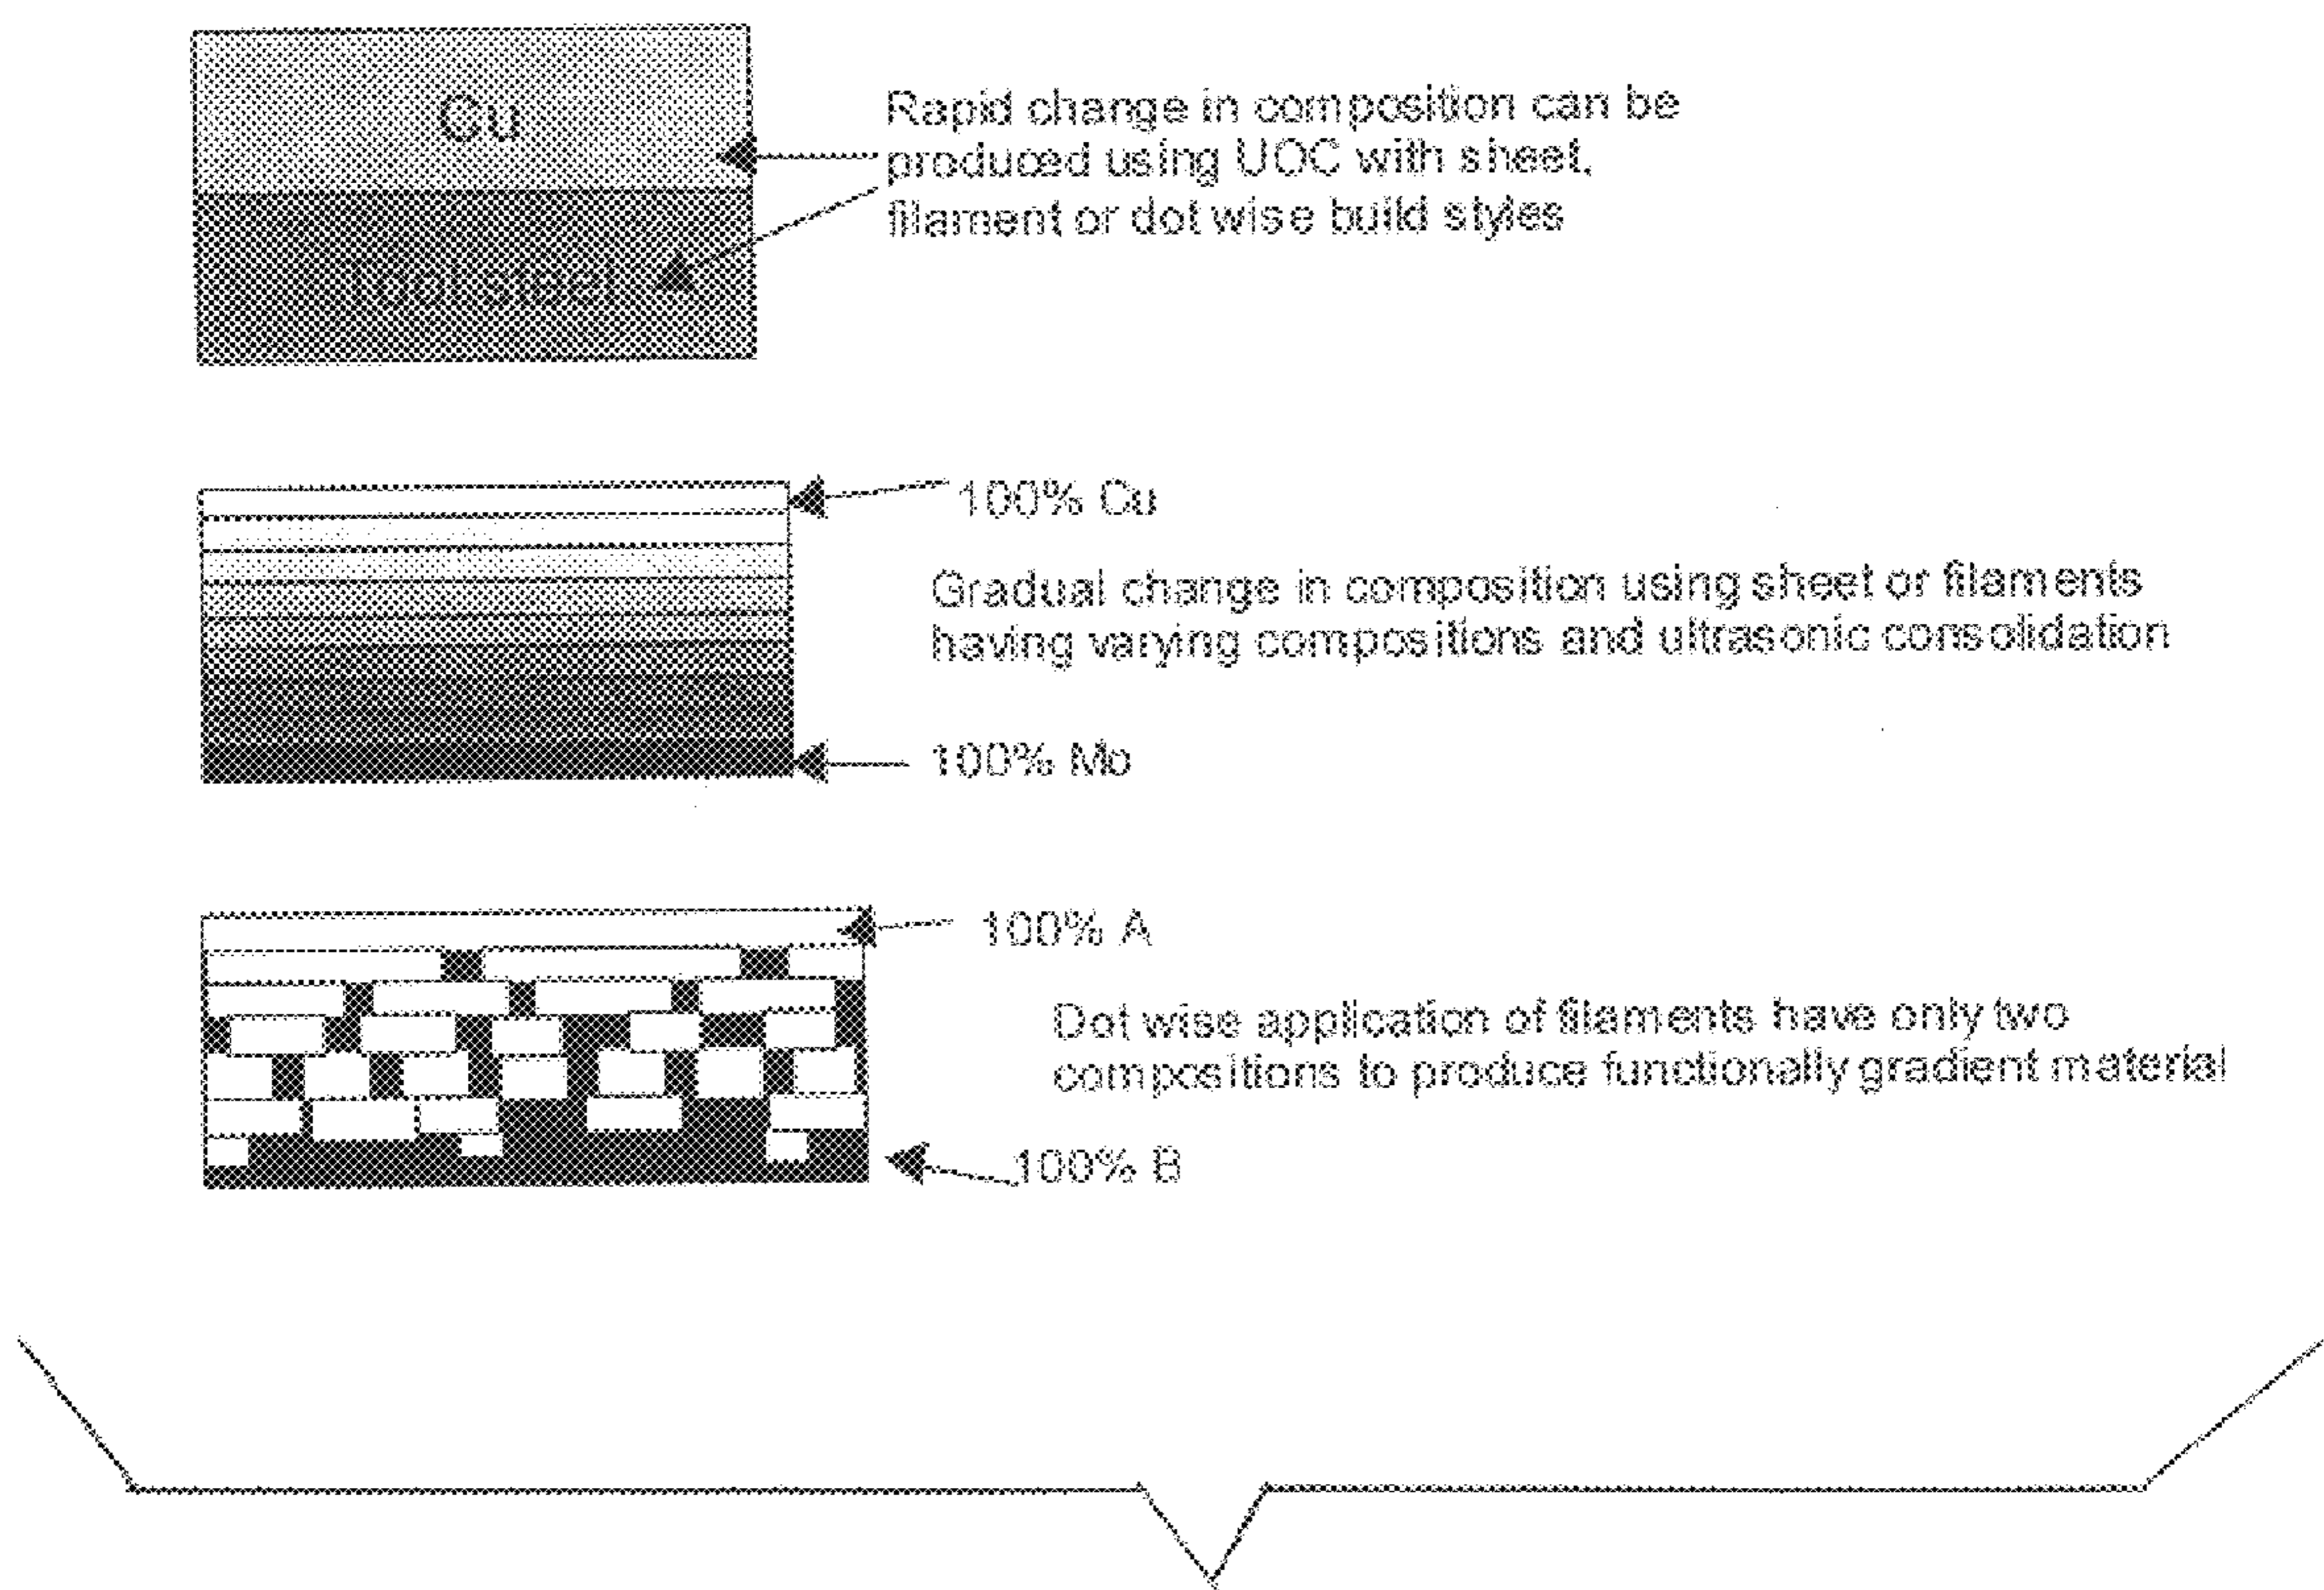 Cu
Tool steel
Rapid change in composition can be
produced using UOC with sheet,
filament or dot wise build styles
100% Cu
Gradual change in composition using sheet or filaments
having varying compositions and ultrasonic consolidation
100% Mo
100% A
Dot wise application of filaments have only two
compositions to produce functionally gradient material
100% B